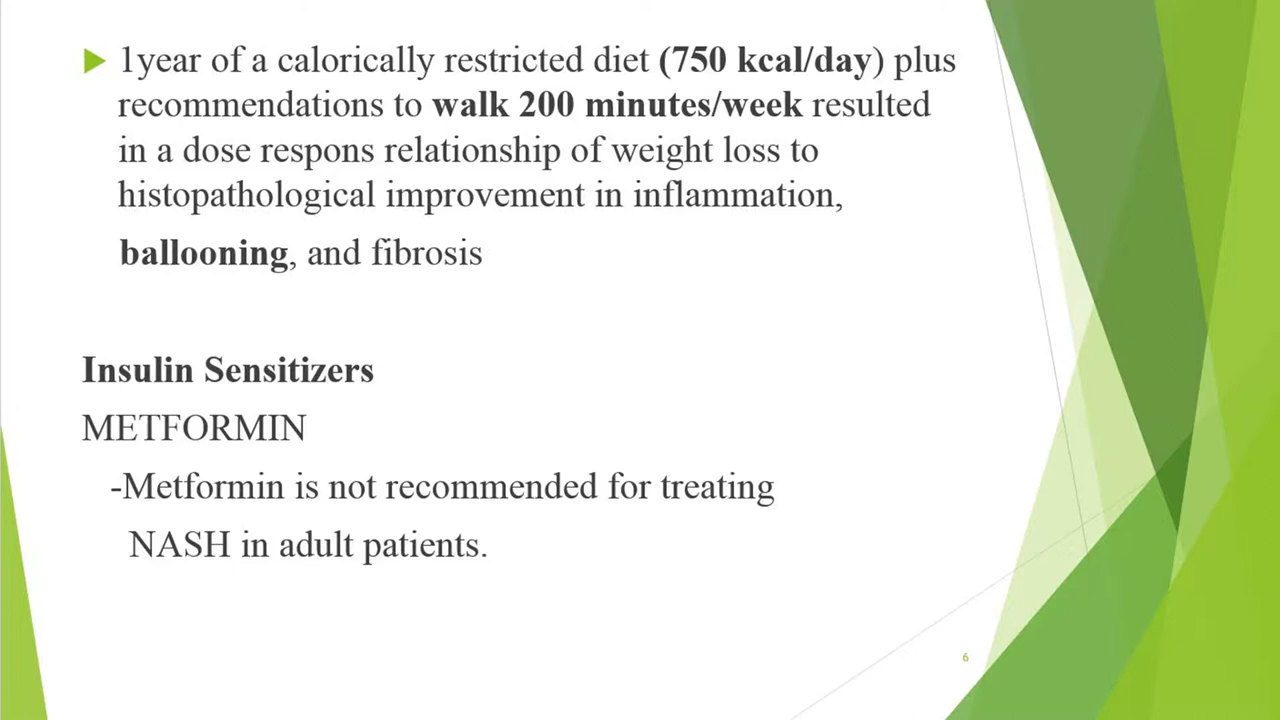 1year of a calorically restricted diet (750 kcal/day) plus
recommendations to walk 200 minutes/week resulted
in a dose respons relationship of weight loss to
histopathological improvement in inflammation,
ballooning, and fibrosis
Insulin Sensitizers
METFORMIN
-Metformin is not recommended for treating
NASH in adult patients.
6